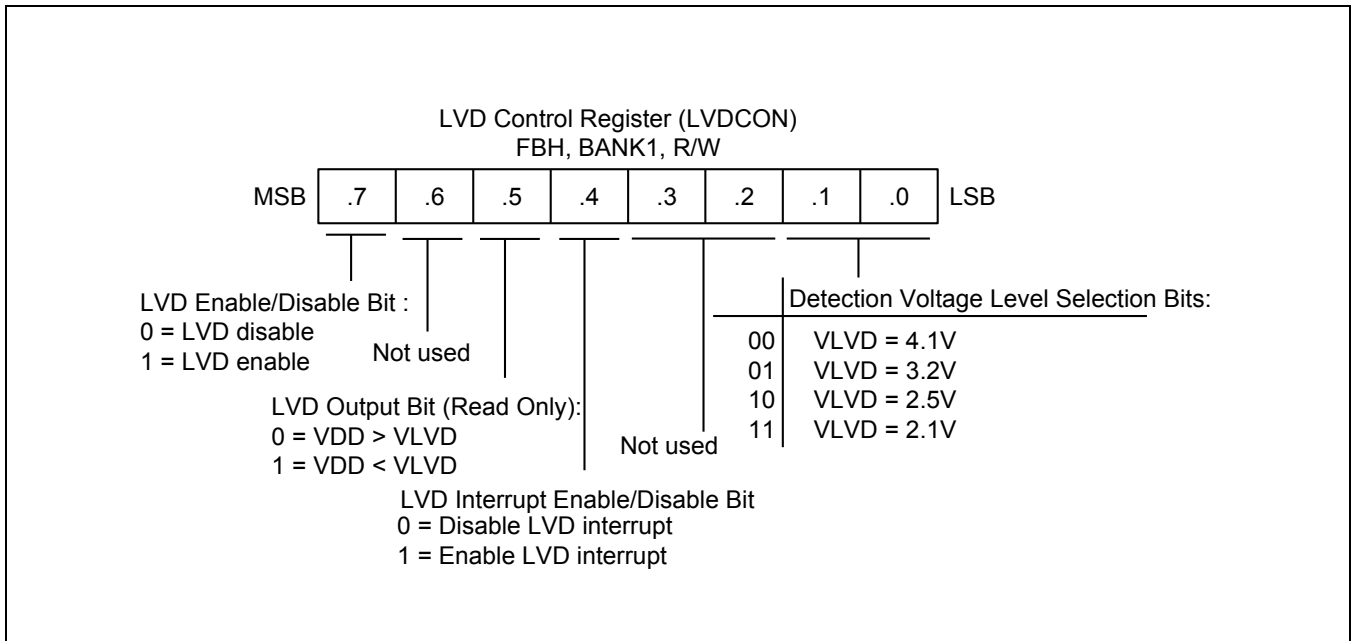 LVD Control Register (LVDCON)
FBH, BANK1, R/W
MSB .7 .6 .5 .4 .3 .2 .1 .0 LSB
LVD Enable/Disable Bit :
0 = LVD disable
1 = LVD enable
Not used
LVD Output Bit (Read Only):
0 = VDD > VLVD
1 = VDD < VLVD
LVD Interrupt Enable/Disable Bit
0 = Disable LVD interrupt
1 = Enable LVD interrupt
Not used
Detection Voltage Level Selection Bits:
00 VLVD = 4.1V
01 VLVD = 3.2V
10 VLVD = 2.5V
11 VLVD = 2.1V